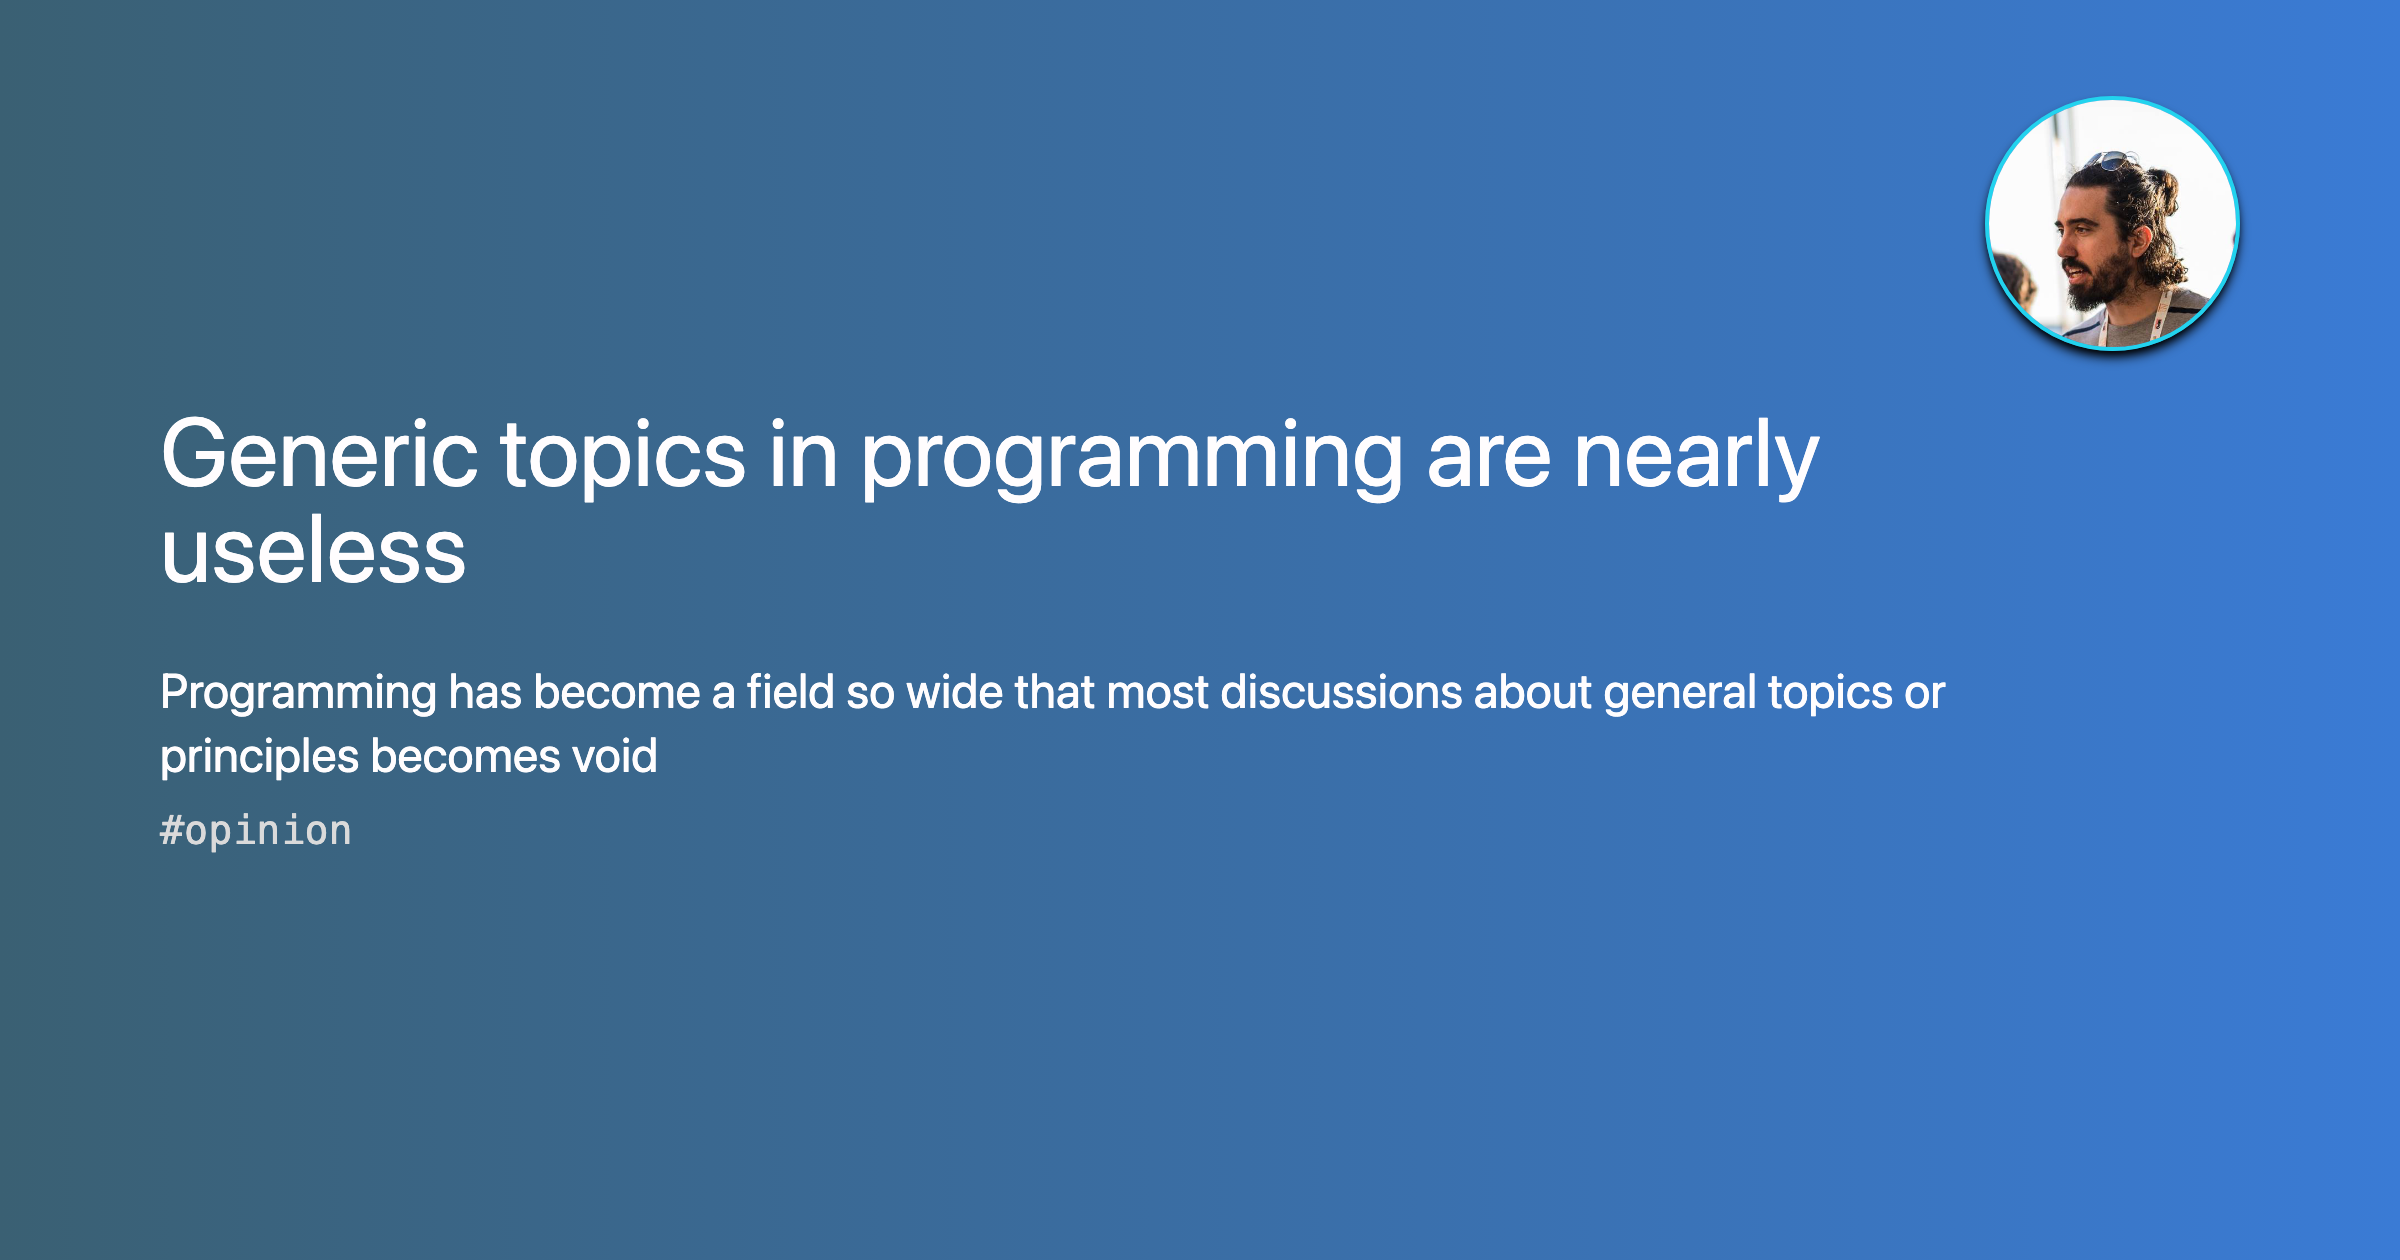 Generic topics in programming are nearly
useless
Programming has become a field so wide that most discussions about general topics or
principles becomes void
#opinion